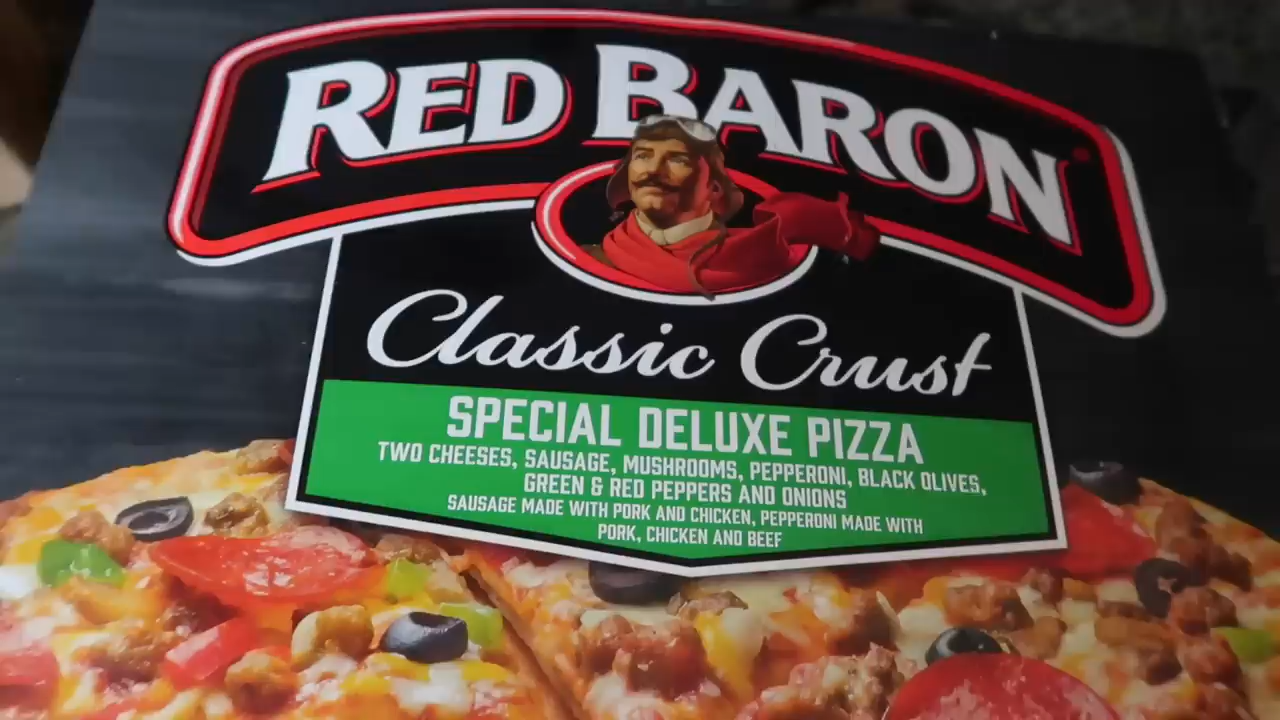 RED BARON
Classic Crust
SPECIAL DELUXE PIZZA
TWO CHEESES, SAUSAGE, MUSHROOMS, PEPPERONI, BLACK OLIVES,
GREEN & RED PEPPERS AND ONIONS
SAUSAGE MADE WITH PORK AND CHICKEN, PEPPERONI MADE WITH
PORK, CHICKEN AND BEEF